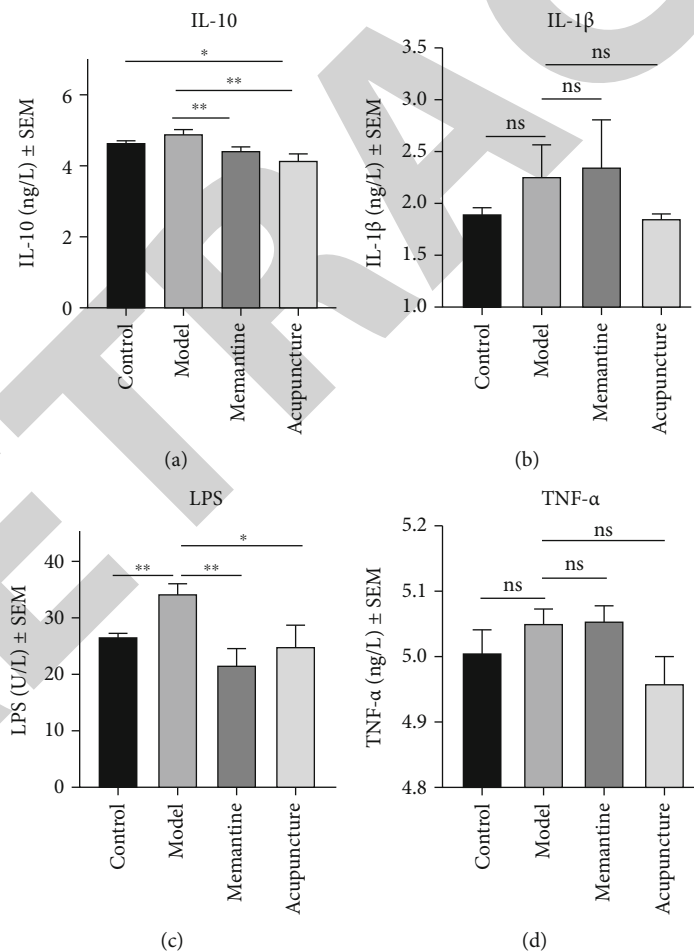 IL-10
IL-10 (ng/L) ± SEM
6
4
2
0
*
**
**
Control
Model
Memantine
Acupuncture
(a)
IL-1β
IL-1β (ng/L) ± SEM
3.5
3.0
2.5
2.0
1.5
1.0
ns
ns
ns
Control
Model
Memantine
Acupuncture
(b)
LPS
LPS (U/L) ± SEM
40
30
20
10
0
*
**
**
Control
Model
Memantine
Acupuncture
(c)
TNF-α
TNF-α (ng/L) ± SEM
5.2
5.1
5.0
4.9
4.8
ns
ns
ns
Control
Model
Memantine
Acupuncture
(d)